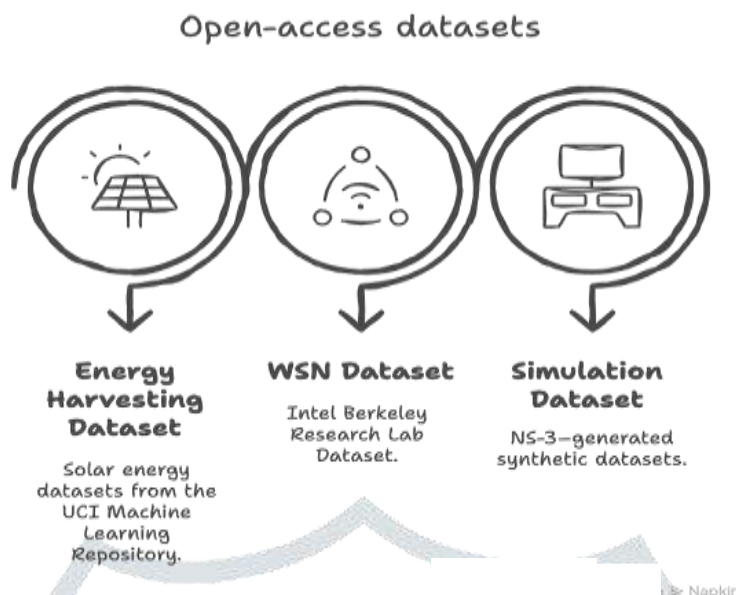 Open-access datasets
Energy
Harvesting
Dataset
Solar energy
datasets from the
UCI Machine
Learning
Repository.
WSN Dataset
Intel Berkeley
Research Lab
Dataset.
Simulation
Dataset
NS-3–generated
synthetic datasets.
Napkin